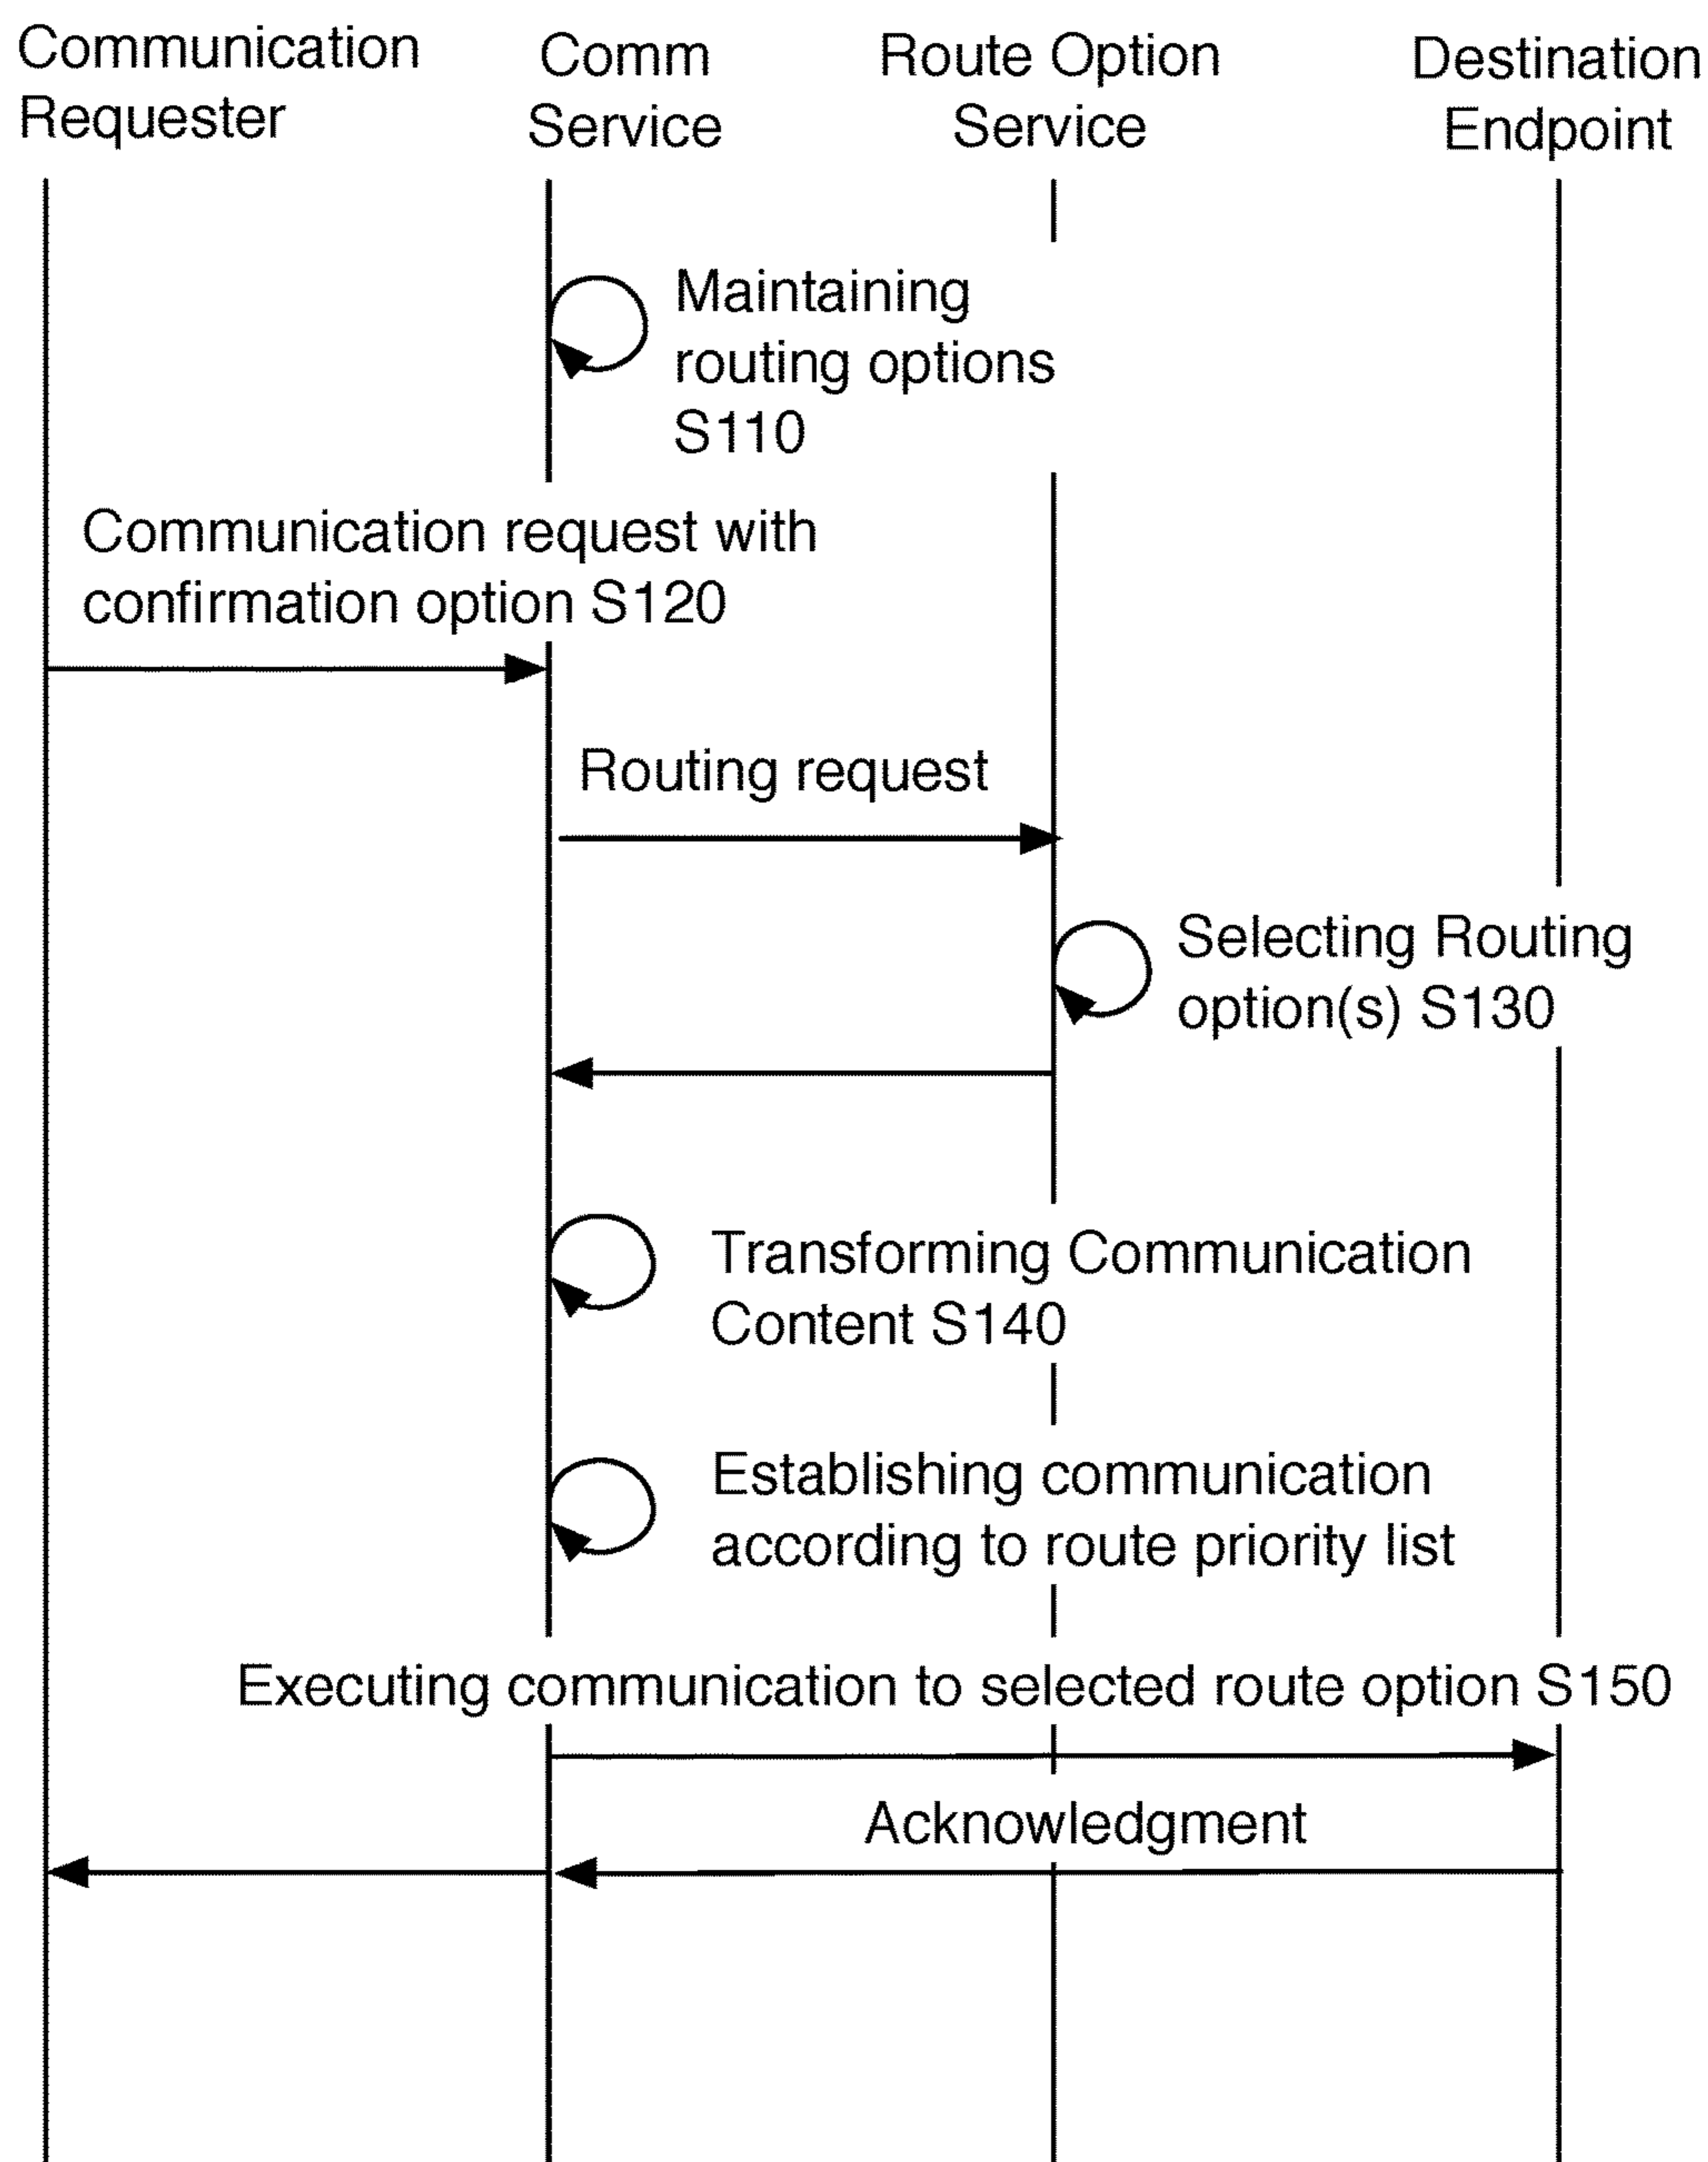 Communication
Requester
Comm
Service
Route Option
Service
Destination
Endpoint
Maintaining
routing options
S110
Communication request with
confirmation option S120
Routing request
Selecting Routing
option(s) S130
Transforming Communication
Content S140
Establishing communication
according to route priority list
Executing communication to selected route option S150
Acknowledgment